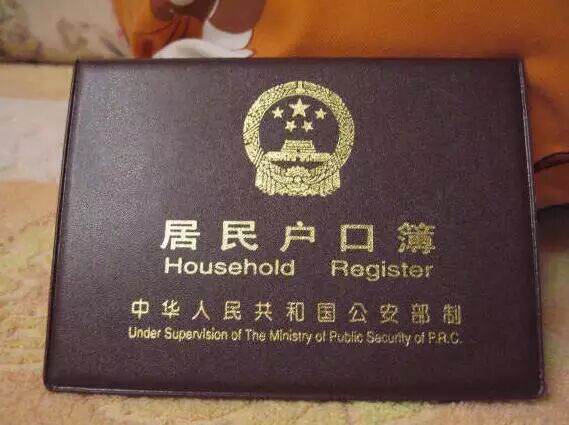 居民户口簿
Household Register
中华人民共和国公安部制
Under Supervision of The Ministry of Public Security of P.R.C.